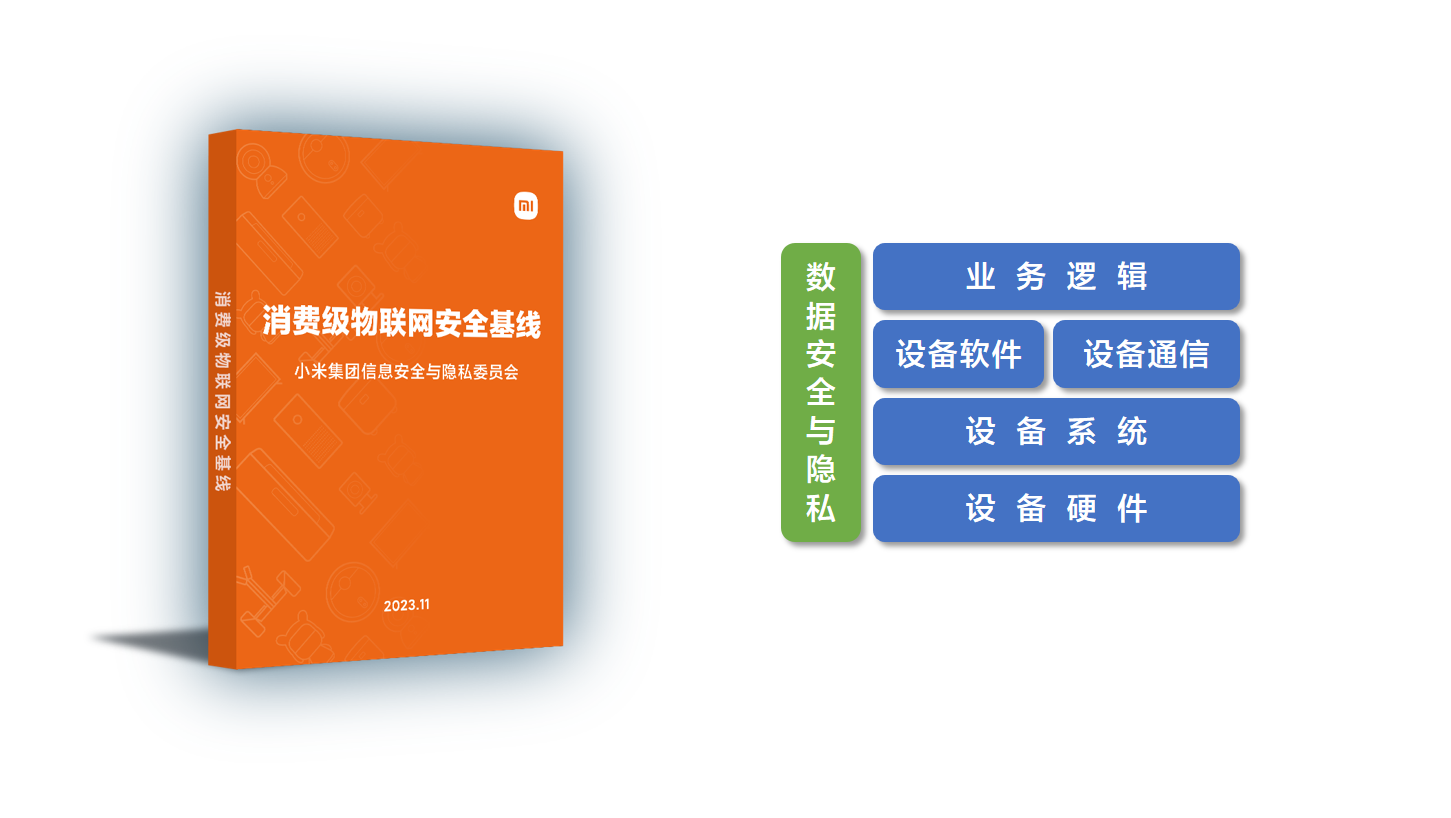 消费级物联网安全基线
mi
消费级物联网安全基线
小米集团信息安全与隐私委员会
2023.11
数据安全与隐私
业务逻辑
设备软件
设备通信
设备系统
设备硬件